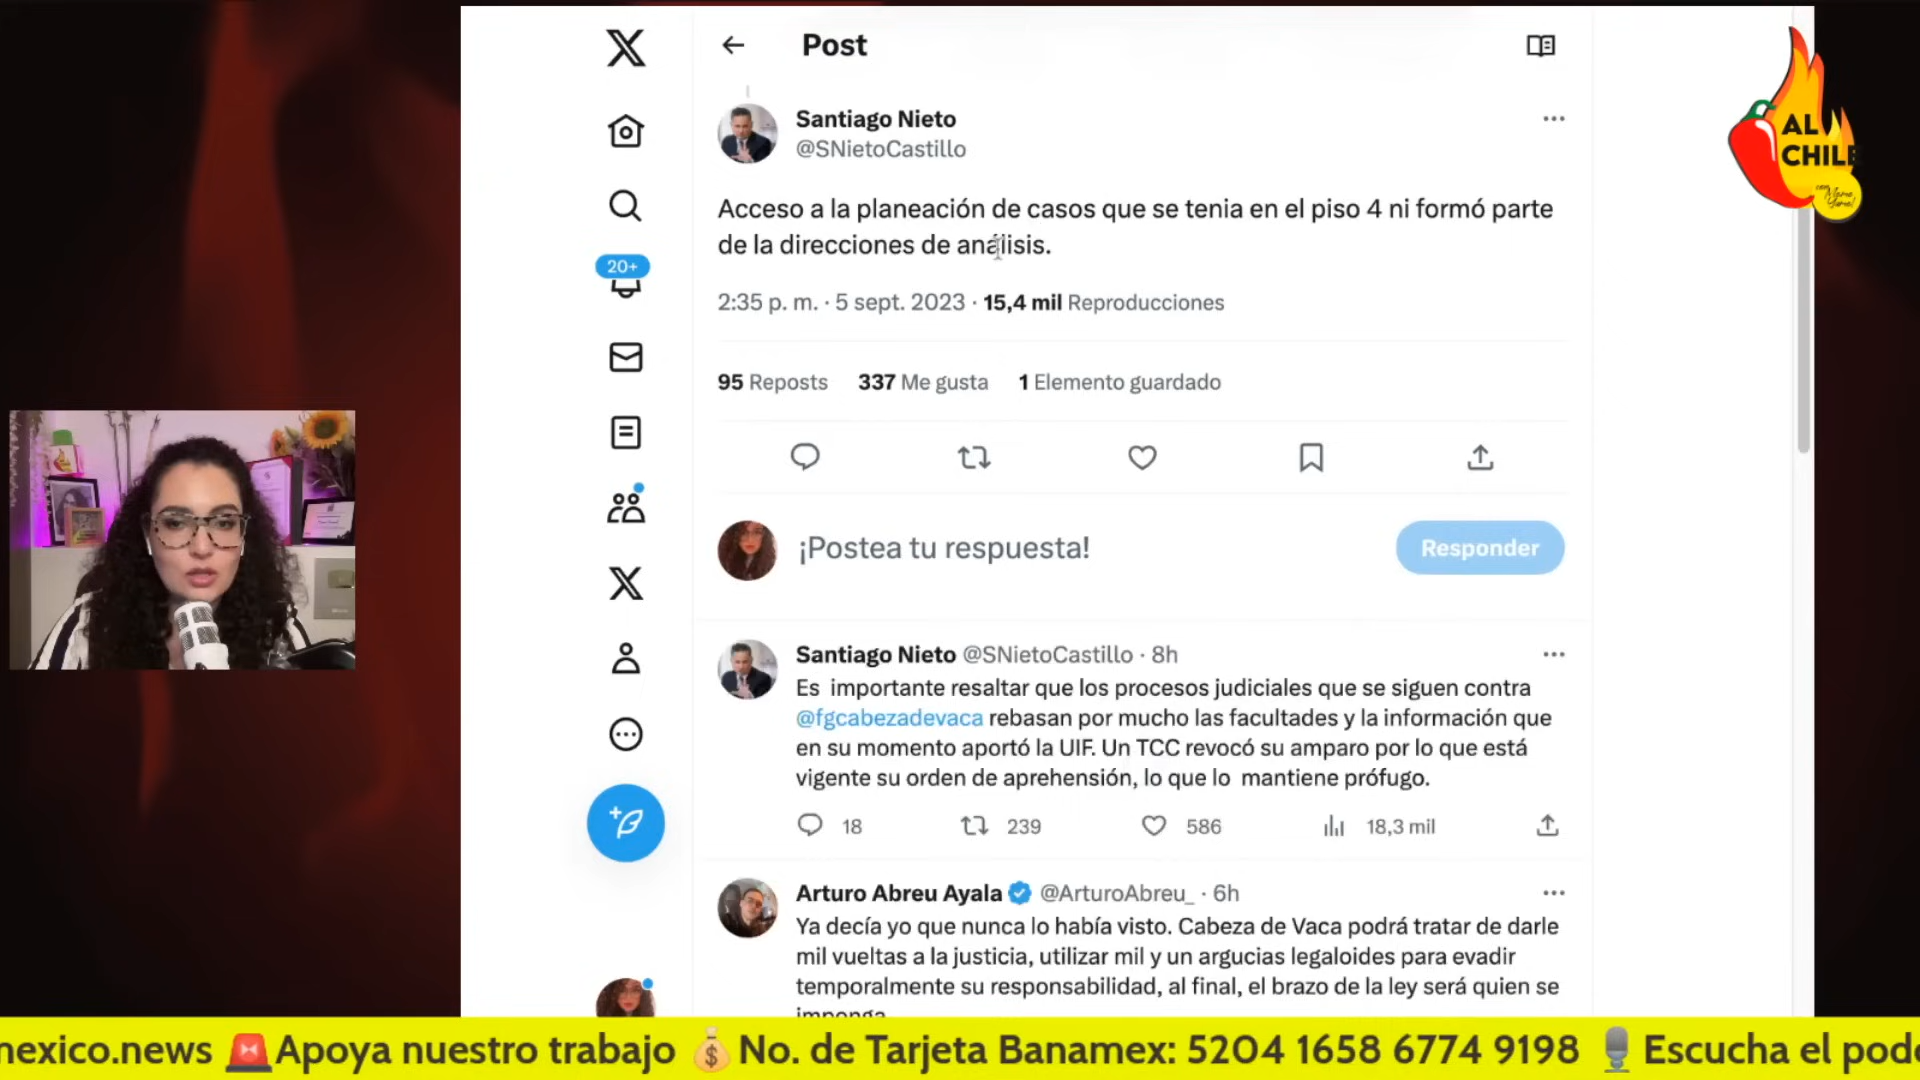 Post
Santiago Nieto
@SNietoCastillo
Acceso a la planeación de casos que se tenia en el piso 4 ni formó parte
de la direcciones de análisis.
2:35 p. m. · 5 sept. 2023 · 15,4 mil Reproducciones
95 Reposts 337 Me gusta 1 Elemento guardado
¡Postea tu respuesta!
Responder
20+
Santiago Nieto @SNietoCastillo · 8h
Es importante resaltar que los procesos judiciales que se siguen contra
@fgcabezadevaca rebasan por mucho las facultades y la información que
en su momento aportó la UIF. Un TCC revocó su amparo por lo que está
vigente su orden de aprehensión, lo que lo mantiene prófugo.
18 239 586 18,3 mil
Arturo Abreu Ayala @ArturoAbreu_ · 6h
Ya decía yo que nunca lo había visto. Cabeza de Vaca podrá tratar de darle
mil vueltas a la justicia, utilizar mil y un argucias legaloides para evadir
temporalmente su responsabilidad, al final, el brazo de la ley será quien se
imponga.
AL
CHILE
mexico.news 🚨Apoya nuestro trabajo 💰No. de Tarjeta Banamex: 5204 1658 6774 9198 🎙️Escucha el pod